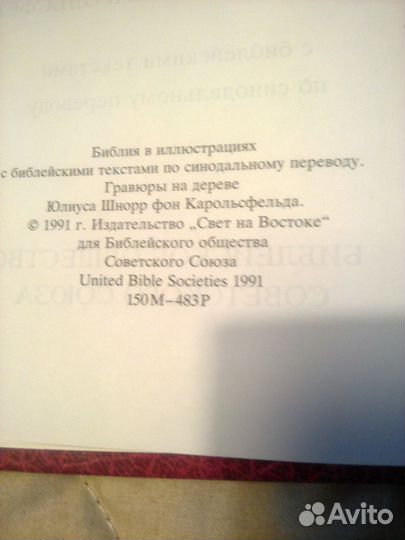 Библия в иллюстрациях
с библейскими текстами по синодальному переводу.
Гравюры на дереве
Юлиуса Шнорр фон Карольсфельда.
© 1991 г. Издательство „Свет на Востоке“
для Библейского общества
Советского Союза
United Bible Societies 1991
150M–483P
Avito